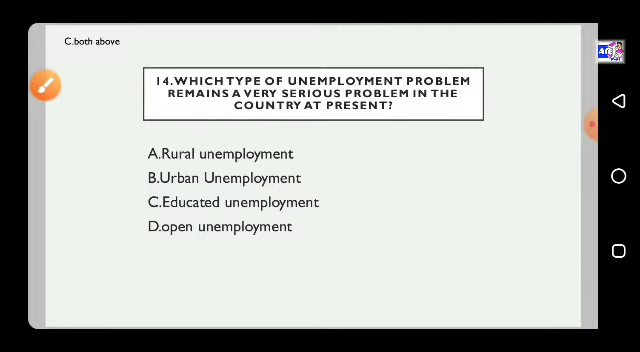 C.both above
14.WHICH TYPE OF UNEMPLOYMENT PROBLEM
REMAINS A VERY SERIOUS PROBLEM IN THE
COUNTRY AT PRESENT?
A.Rural unemployment
B.Urban Unemployment
C.Educated unemployment
D.open unemployment